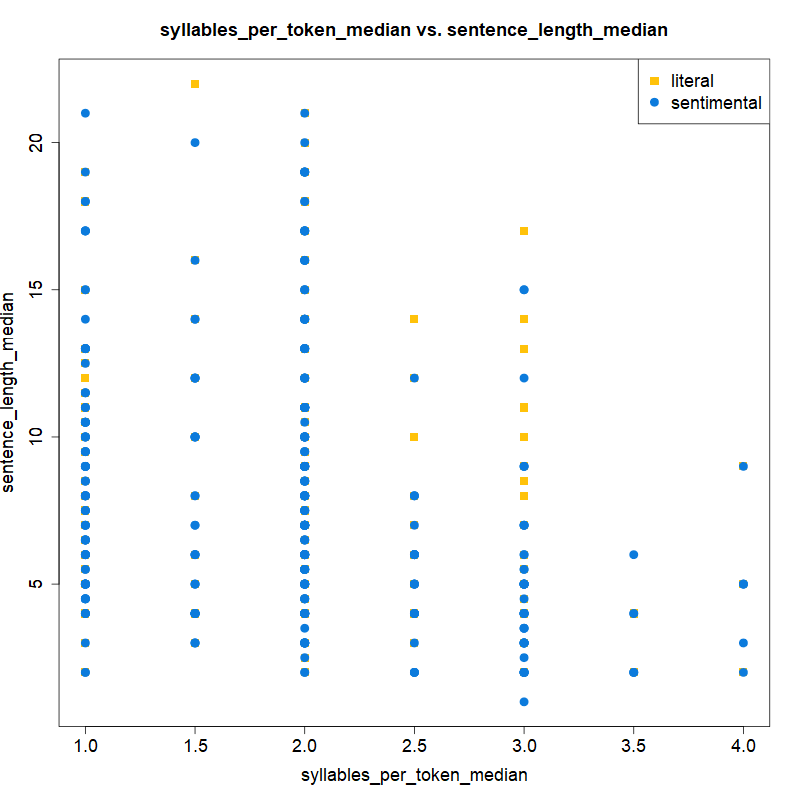 syllables_per_token_median vs. sentence_length_median
literal
sentimental
sentence_length_median
20
15
10
5
1.0 1.5 2.0 2.5 3.0 3.5 4.0
syllables_per_token_median